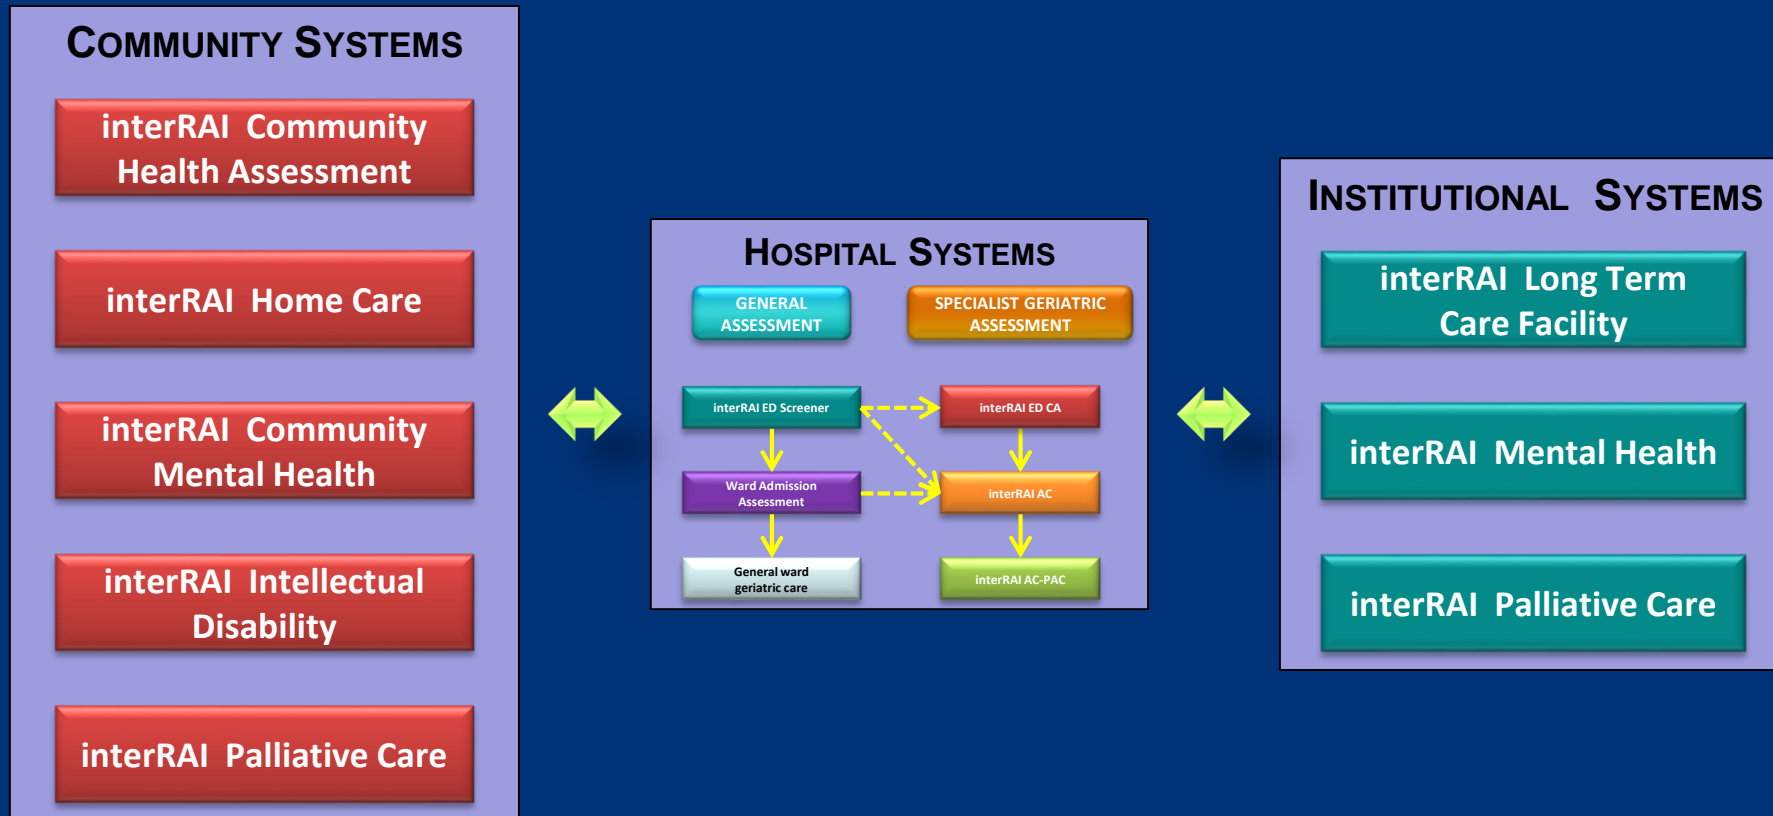 COMMUNITY SYSTEMS
interRAI Community
Health Assessment
interRAI Home Care
interRAI Community
Mental Health
interRAI Intellectual
Disability
interRAI Palliative Care
HOSPITAL SYSTEMS
GENERAL
ASSESSMENT
SPECIALIST GERIATRIC
ASSESSMENT
interRAI ED Screener
interRAI ED CA
Ward Admission
Assessment
interRAI AC
General ward
geriatric care
interRAI AC-PAC
INSTITUTIONAL SYSTEMS
interRAI Long Term
Care Facility
interRAI Mental Health
interRAI Palliative Care